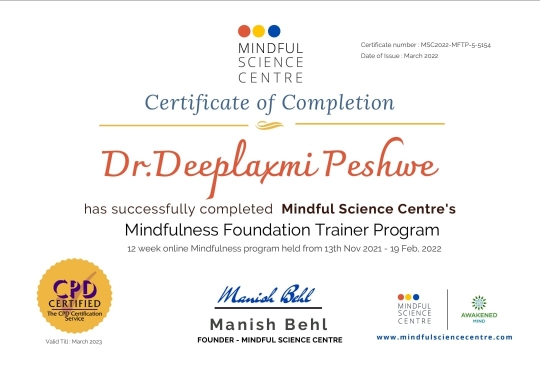 MINDFUL
SCIENCE
CENTRE
Certificate number : MSC2022-MFTP-5-5154
Date of Issue : March 2022
Certificate of Completion
Dr.Deeplaxmi Peshwe
has successfully completed Mindful Science Centre's
Mindfulness Foundation Trainer Program
12 week online Mindfulness program held from 13th Nov 2021 - 19 Feb, 2022
CPD
CERTIFIED
The CPD Certification
Service
Valid Till : March 2023
Manish Behl
Manish Behl
FOUNDER - MINDFUL SCIENCE CENTRE
MINDFUL
SCIENCE
CENTRE
AWAKENED
MIND
www.mindfulsciencecentre.com